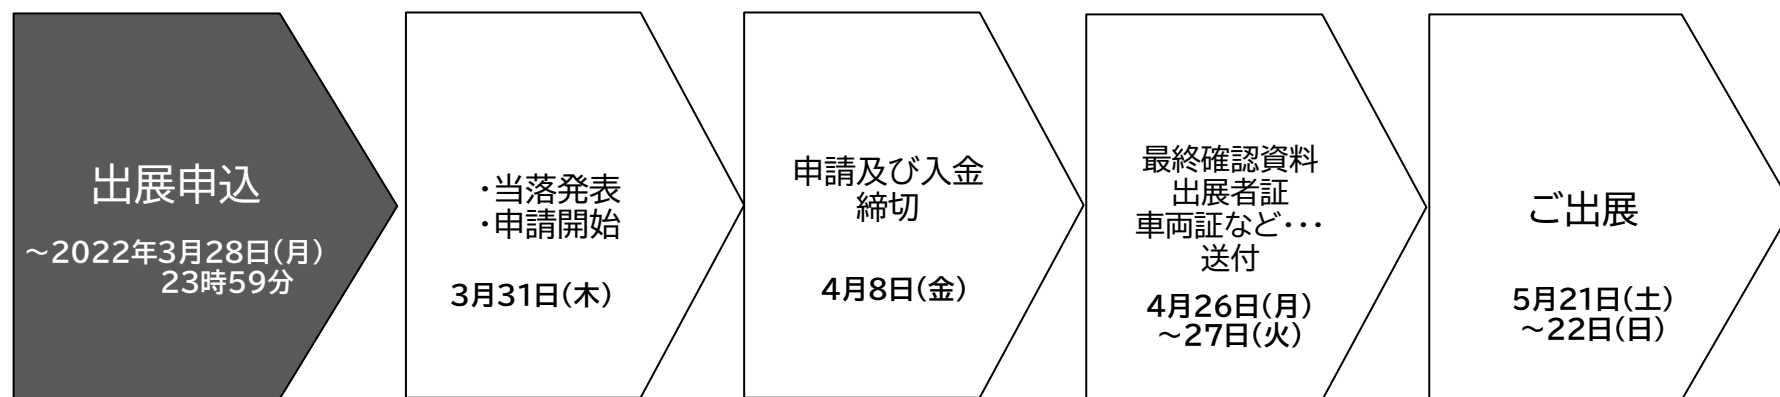 出展申込
～2022年3月28日(月)
23時59分
・当落発表
・申請開始
3月31日(木)
申請及び入金
締切
4月8日(金)
最終確認資料
出展者証
車両証など・・・
送付
4月26日(月)
～27日(火)
ご出展
5月21日(土)
～22日(日)